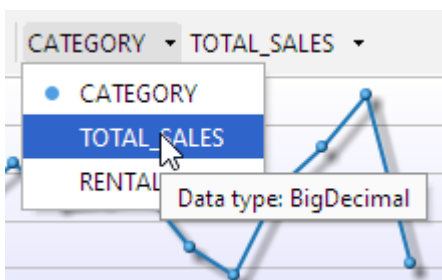 CATEGORY TOTAL_SALES
CATEGORY
TOTAL_SALES
RENTAL
Data type: BigDecimal